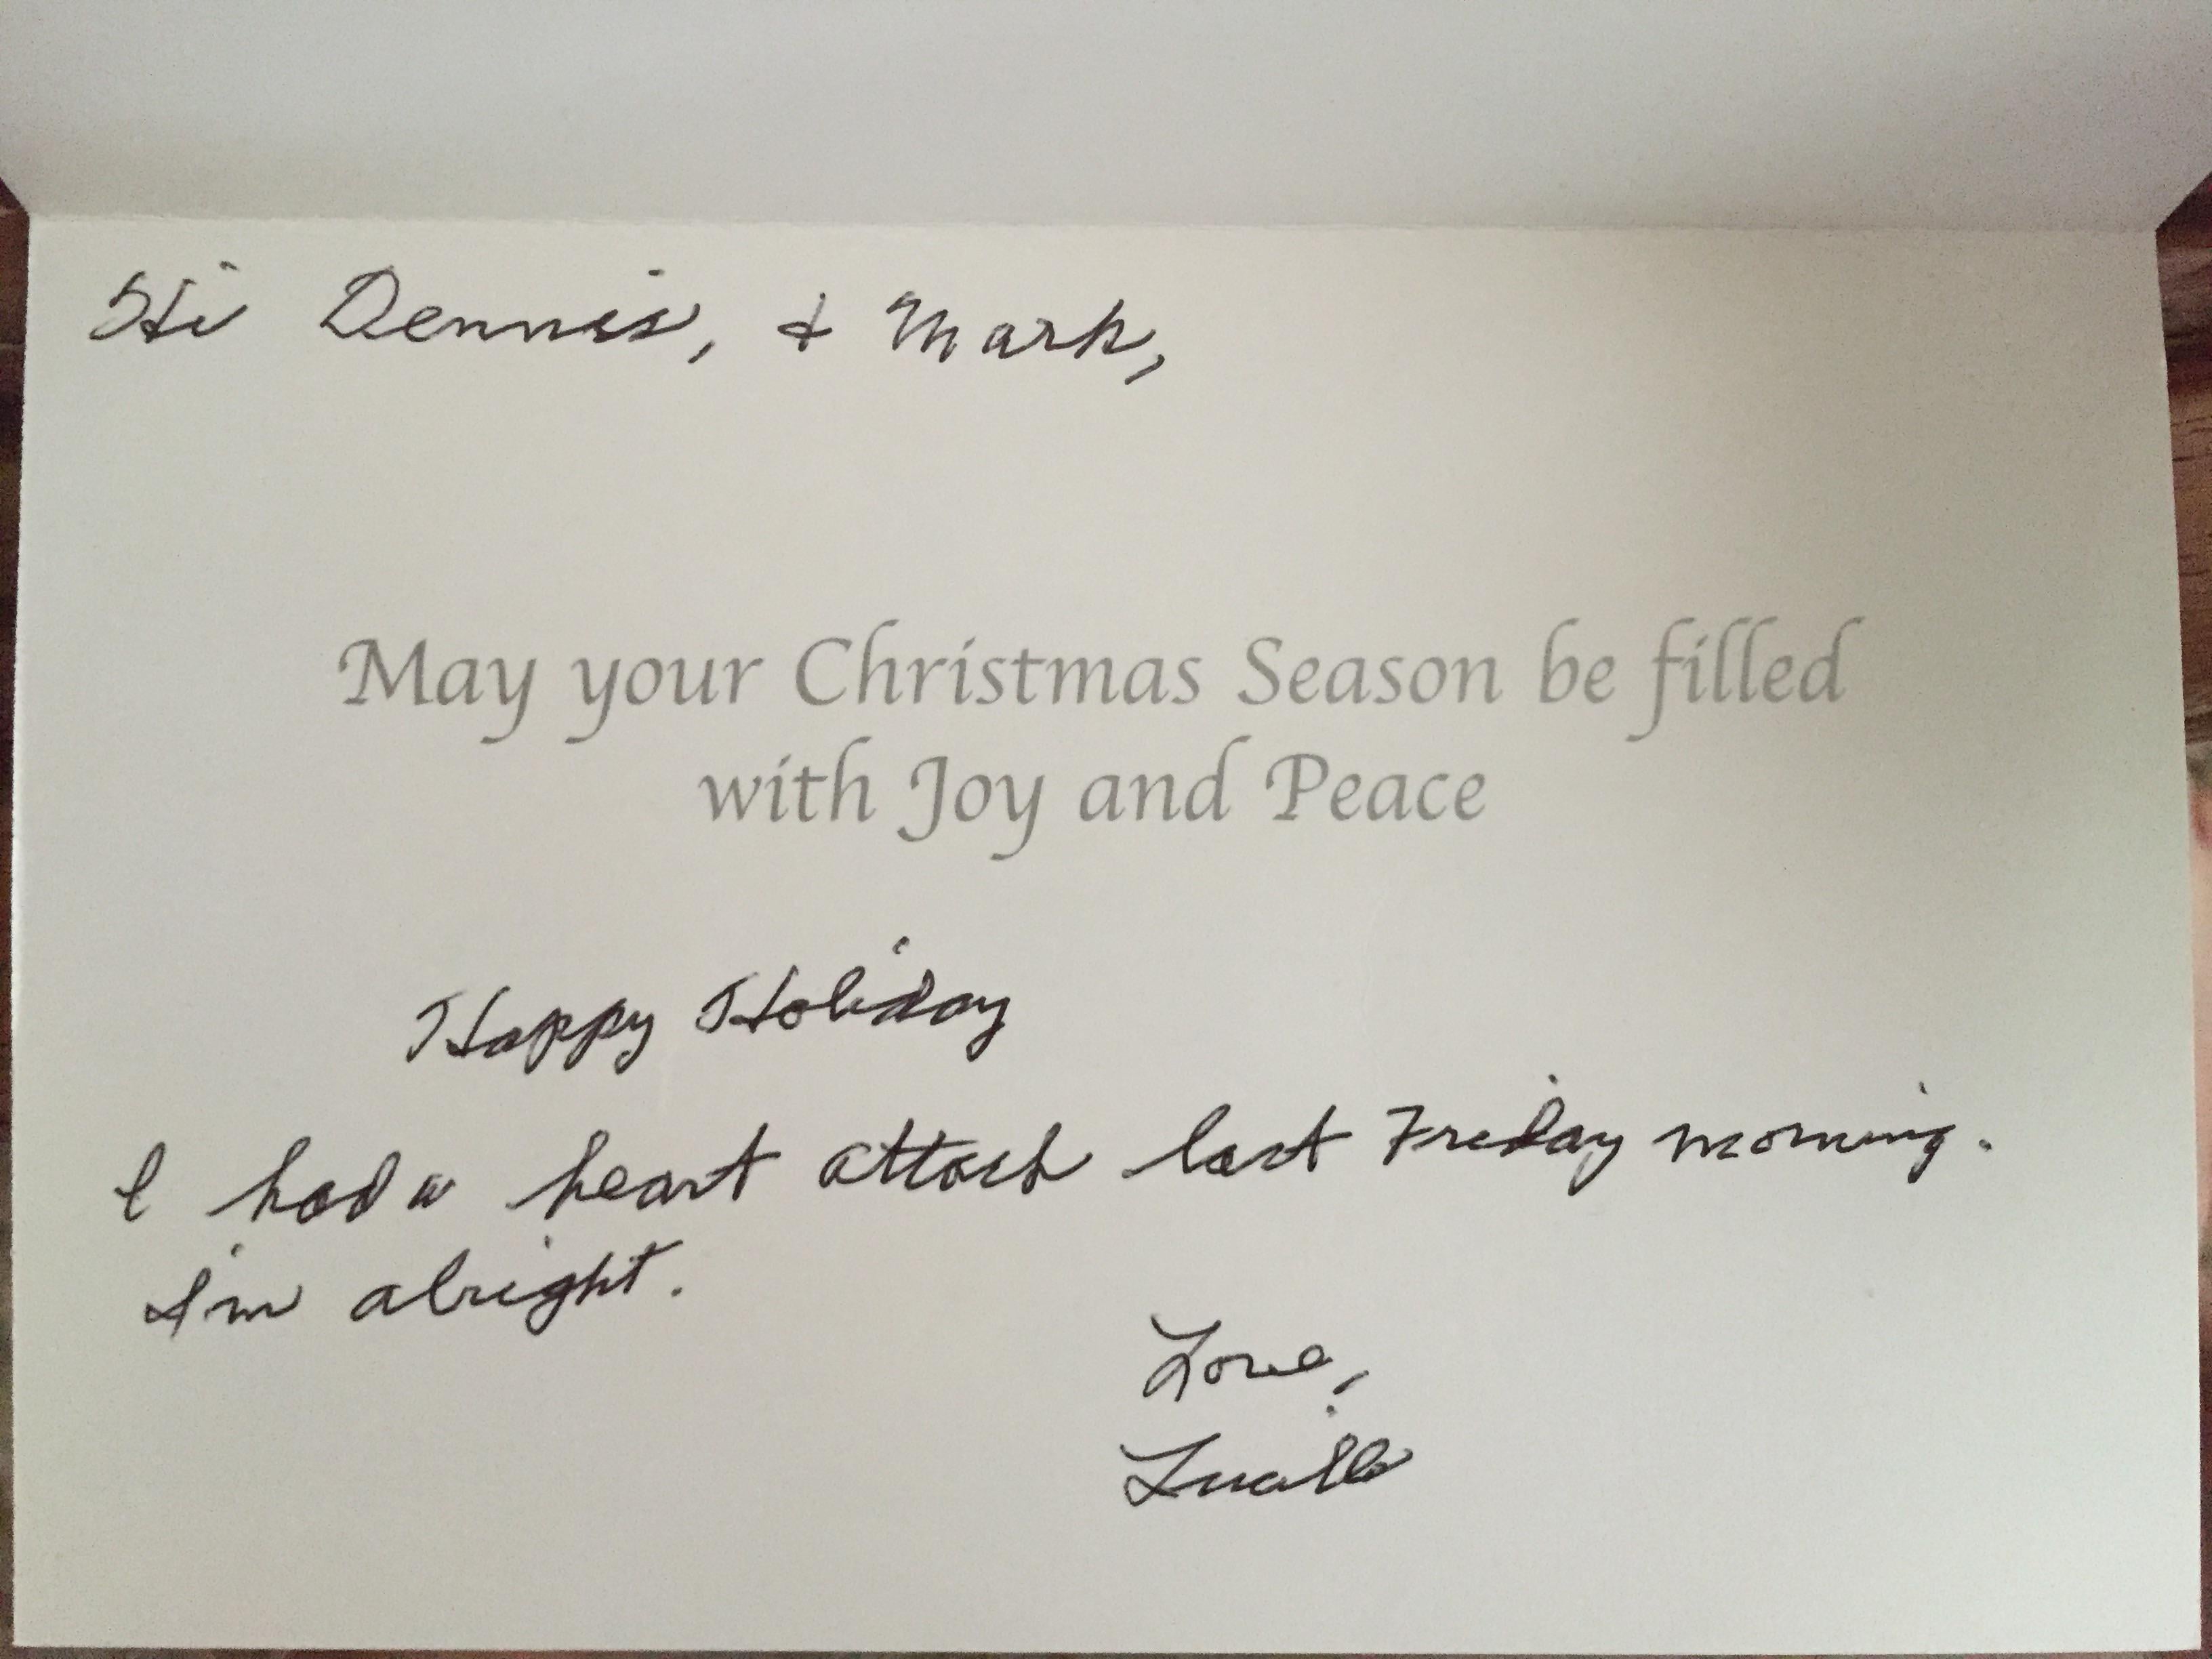 Hi Dennis, & Mark,
May your Christmas Season be filled
with Joy and Peace
Happy Holiday
I had a heart attack last Friday morning.
I'm alright.
Love,
Lucille